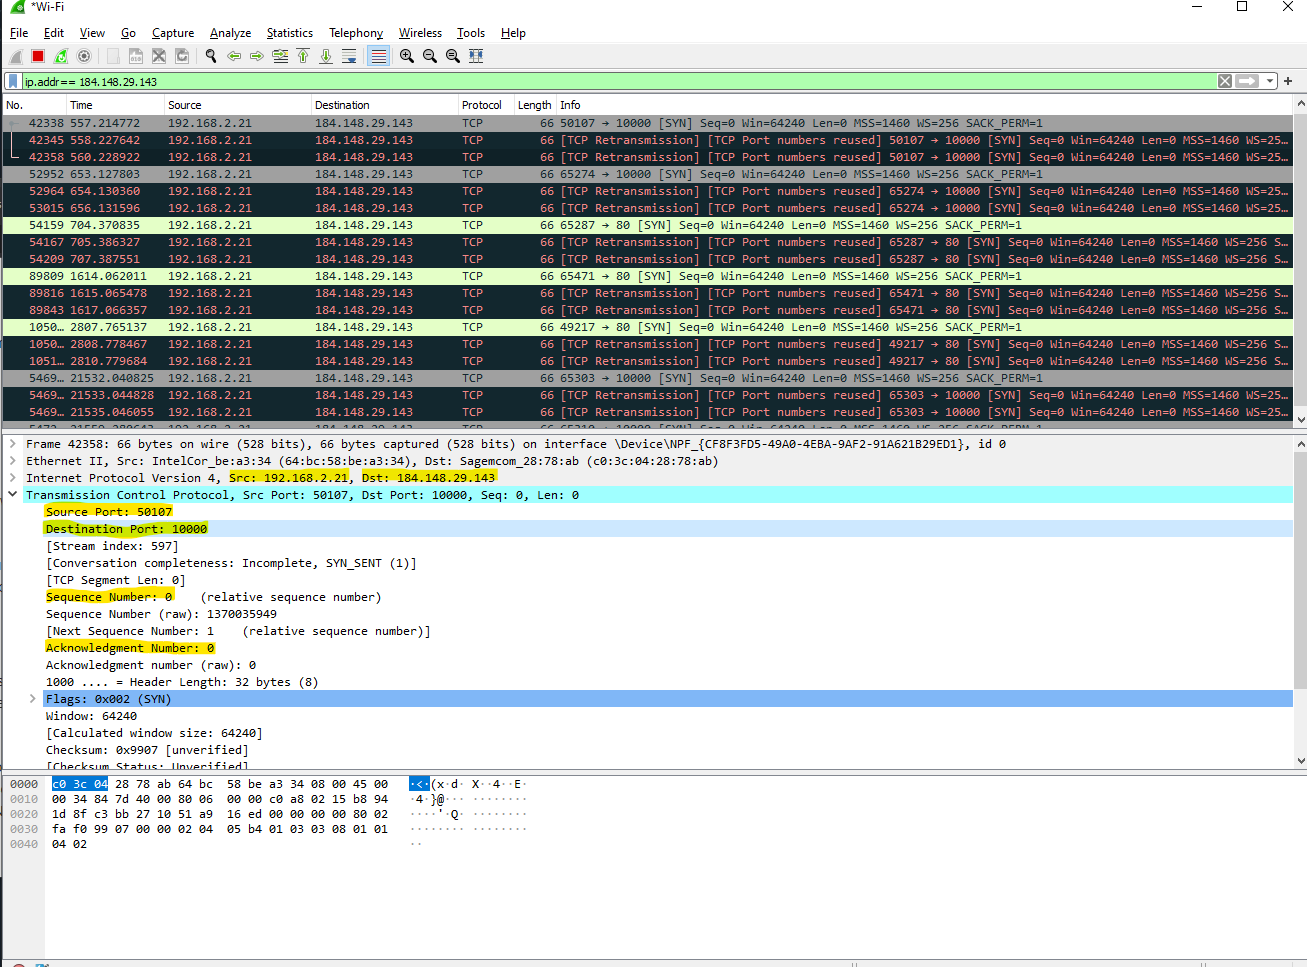 *Wi-Fi
File Edit View Go Capture Analyze Statistics Telephony Wireless Tools Help
ip.addr== 184.148.29.143
No. Time Source Destination Protocol Length Info
42338 557.214772 192.168.2.21 184.148.29.143 TCP 66 50107 → 10000 [SYN] Seq=0 Win=64240 Len=0 MSS=1460 WS=256 SACK_PERM=1
42345 558.227642 192.168.2.21 184.148.29.143 TCP 66 [TCP Retransmission] [TCP Port numbers reused] 50107 → 10000 [SYN] Seq=0 Win=64240 Len=0 MSS=1460 WS=25…
42358 560.228922 192.168.2.21 184.148.29.143 TCP 66 [TCP Retransmission] [TCP Port numbers reused] 50107 → 10000 [SYN] Seq=0 Win=64240 Len=0 MSS=1460 WS=25…
52952 653.127803 192.168.2.21 184.148.29.143 TCP 66 65274 → 10000 [SYN] Seq=0 Win=64240 Len=0 MSS=1460 WS=256 SACK_PERM=1
52964 654.130360 192.168.2.21 184.148.29.143 TCP 66 [TCP Retransmission] [TCP Port numbers reused] 65274 → 10000 [SYN] Seq=0 Win=64240 Len=0 MSS=1460 WS=25…
53015 656.131596 192.168.2.21 184.148.29.143 TCP 66 [TCP Retransmission] [TCP Port numbers reused] 65274 → 10000 [SYN] Seq=0 Win=64240 Len=0 MSS=1460 WS=25…
54159 704.370835 192.168.2.21 184.148.29.143 TCP 66 65287 → 80 [SYN] Seq=0 Win=64240 Len=0 MSS=1460 WS=256 SACK_PERM=1
54167 705.386327 192.168.2.21 184.148.29.143 TCP 66 [TCP Retransmission] [TCP Port numbers reused] 65287 → 80 [SYN] Seq=0 Win=64240 Len=0 MSS=1460 WS=256 S…
54209 707.387551 192.168.2.21 184.148.29.143 TCP 66 [TCP Retransmission] [TCP Port numbers reused] 65287 → 80 [SYN] Seq=0 Win=64240 Len=0 MSS=1460 WS=256 S…
89809 1614.062011 192.168.2.21 184.148.29.143 TCP 66 65471 → 80 [SYN] Seq=0 Win=64240 Len=0 MSS=1460 WS=256 SACK_PERM=1
89816 1615.065478 192.168.2.21 184.148.29.143 TCP 66 [TCP Retransmission] [TCP Port numbers reused] 65471 → 80 [SYN] Seq=0 Win=64240 Len=0 MSS=1460 WS=256 S…
89843 1617.066357 192.168.2.21 184.148.29.143 TCP 66 [TCP Retransmission] [TCP Port numbers reused] 65471 → 80 [SYN] Seq=0 Win=64240 Len=0 MSS=1460 WS=256 S…
1050… 2807.765137 192.168.2.21 184.148.29.143 TCP 66 49217 → 80 [SYN] Seq=0 Win=64240 Len=0 MSS=1460 WS=256 SACK_PERM=1
1050… 2808.778467 192.168.2.21 184.148.29.143 TCP 66 [TCP Retransmission] [TCP Port numbers reused] 49217 → 80 [SYN] Seq=0 Win=64240 Len=0 MSS=1460 WS=256 S…
1051… 2810.779684 192.168.2.21 184.148.29.143 TCP 66 [TCP Retransmission] [TCP Port numbers reused] 49217 → 80 [SYN] Seq=0 Win=64240 Len=0 MSS=1460 WS=256 S…
5469… 21532.040825 192.168.2.21 184.148.29.143 TCP 66 65303 → 10000 [SYN] Seq=0 Win=64240 Len=0 MSS=1460 WS=256 SACK_PERM=1
5469… 21533.044828 192.168.2.21 184.148.29.143 TCP 66 [TCP Retransmission] [TCP Port numbers reused] 65303 → 10000 [SYN] Seq=0 Win=64240 Len=0 MSS=1460 WS=25…
5469… 21535.046055 192.168.2.21 184.148.29.143 TCP 66 [TCP Retransmission] [TCP Port numbers reused] 65303 → 10000 [SYN] Seq=0 Win=64240 Len=0 MSS=1460 WS=25…
Frame 42358: 66 bytes on wire (528 bits), 66 bytes captured (528 bits) on interface \Device\NPF_{CF8F3FD5-49A0-4EBA-9AF2-91A621B29ED1}, id 0
Ethernet II, Src: IntelCor_be:a3:34 (64:bc:58:be:a3:34), Dst: Sagemcom_28:78:ab (c0:3c:04:28:78:ab)
Internet Protocol Version 4, Src: 192.168.2.21, Dst: 184.148.29.143
Transmission Control Protocol, Src Port: 50107, Dst Port: 10000, Seq: 0, Len: 0
Source Port: 50107
Destination Port: 10000
[Stream index: 597]
[Conversation completeness: Incomplete, SYN_SENT (1)]
[TCP Segment Len: 0]
Sequence Number: 0 (relative sequence number)
Sequence Number (raw): 1370035949
[Next Sequence Number: 1 (relative sequence number)]
Acknowledgment Number: 0
Acknowledgment number (raw): 0
1000 .... = Header Length: 32 bytes (8)
Flags: 0x002 (SYN)
Window: 64240
[Calculated window size: 64240]
Checksum: 0x9907 [unverified]
[Checksum Status: Unverified]
0000 c0 3c 04 28 78 ab 64 bc 58 be a3 34 08 00 45 00 ·<·(x·d· X··4··E·
0010 00 34 84 7d 40 00 80 06 00 00 c0 a8 02 15 b8 94 ·4·}@··· ········
0020 1d 8f c3 bb 27 10 51 a9 16 ed 00 00 00 00 80 02 ····'·Q· ········
0030 fa f0 99 07 00 00 02 04 05 b4 01 03 03 08 01 01 ········ ········
0040 04 02 ··